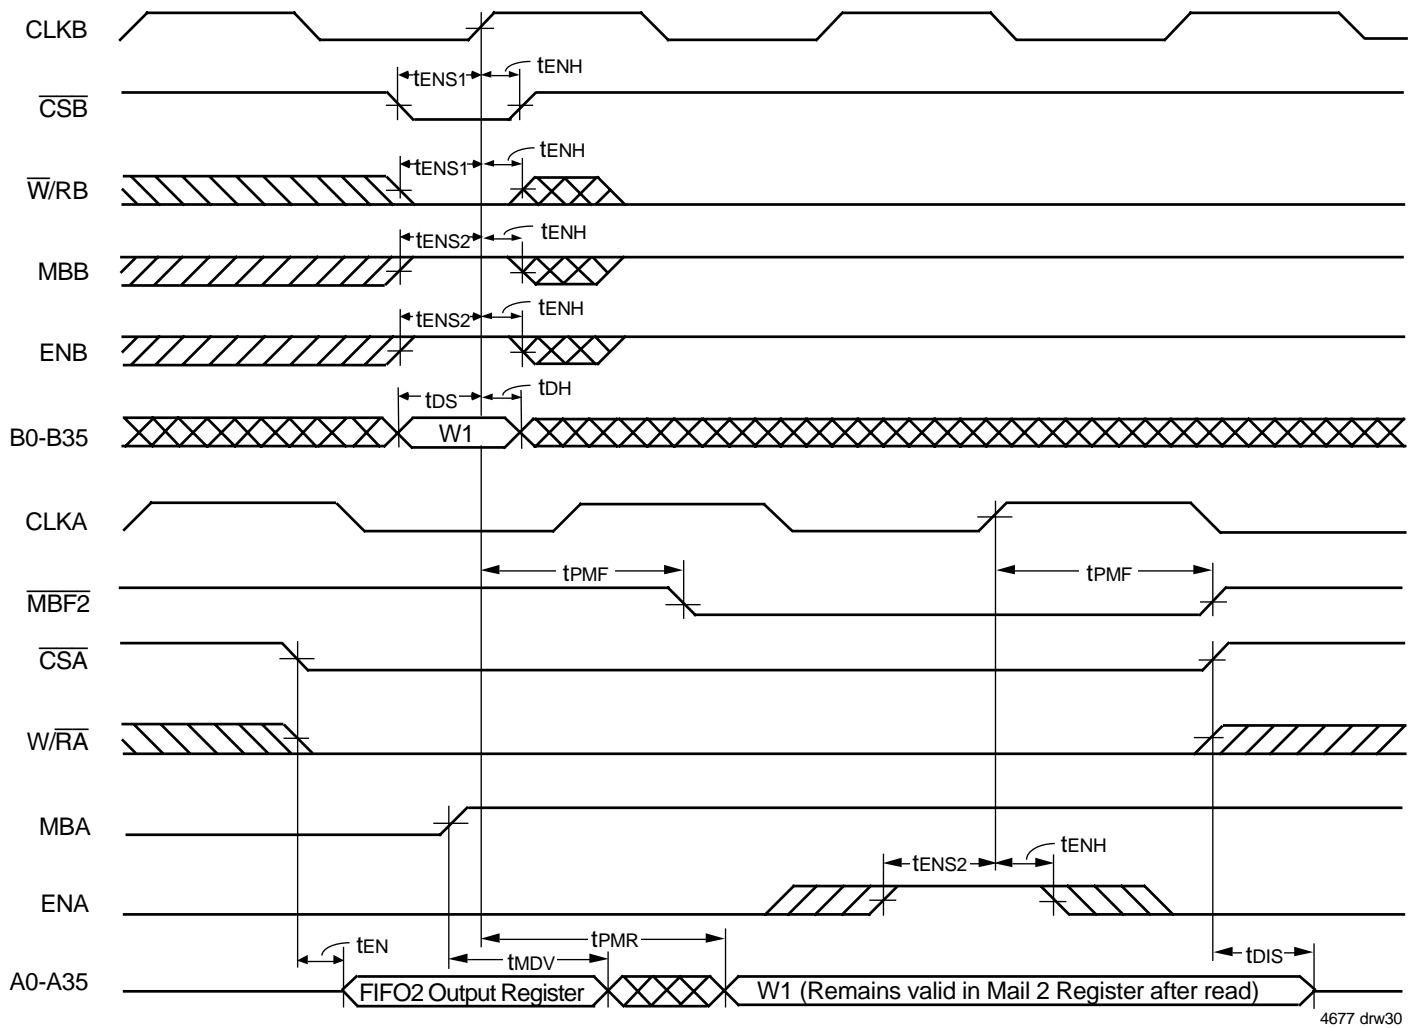 CLKB
tENS1 tENH
CSB
tENS1 tENH
W/RB
tENS2 tENH
MBB
tENS2 tENH
ENB
tDS tDH
B0-B35 W1
CLKA
tPMF tPMF
MBF2
CSA
W/RA
MBA
tENS2 tENH
ENA
tEN tPMR
tMDV tDIS
A0-A35 FIFO2 Output Register W1 (Remains valid in Mail 2 Register after read)
4677 drw30